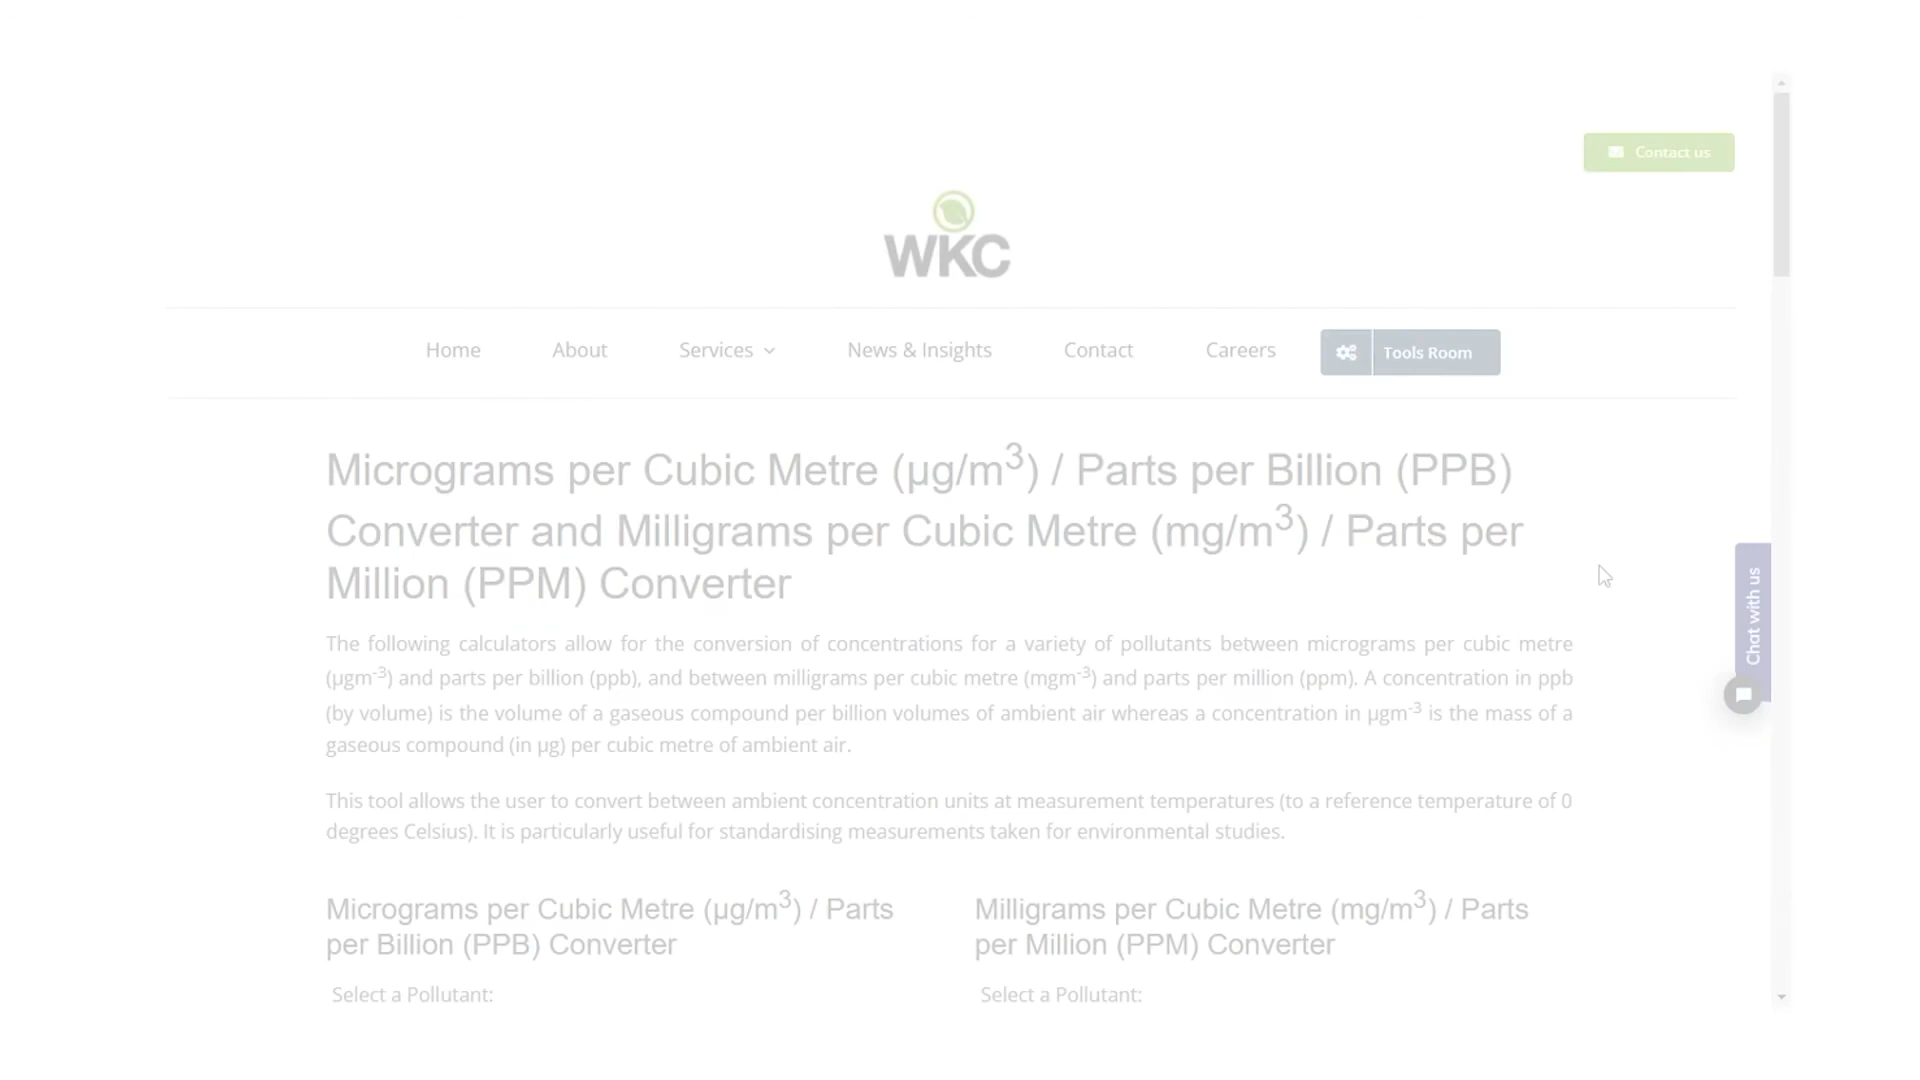 Contact us
WKC
Home About Services News & Insights Contact Careers Tools Room
Micrograms per Cubic Metre (µg/m³) / Parts per Billion (PPB)
Converter and Milligrams per Cubic Metre (mg/m³) / Parts per
Million (PPM) Converter
The following calculators allow for the conversion of concentrations for a variety of pollutants between micrograms per cubic metre
(µgm⁻³) and parts per billion (ppb), and between milligrams per cubic metre (mgm⁻³) and parts per million (ppm). A concentration in ppb
(by volume) is the volume of a gaseous compound per billion volumes of ambient air whereas a concentration in µgm⁻³ is the mass of a
gaseous compound (in µg) per cubic metre of ambient air.
This tool allows the user to convert between ambient concentration units at measurement temperatures (to a reference temperature of 0
degrees Celsius). It is particularly useful for standardising measurements taken for environmental studies.
Micrograms per Cubic Metre (µg/m³) / Parts
per Billion (PPB) Converter
Select a Pollutant:
Milligrams per Cubic Metre (mg/m³) / Parts
per Million (PPM) Converter
Select a Pollutant:
Chat with us